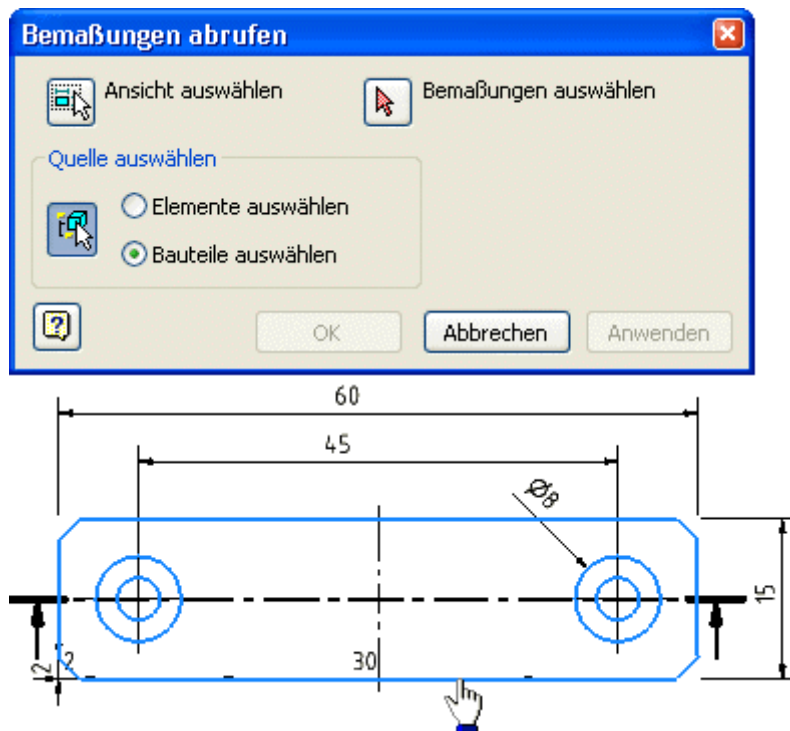 Bemaßungen abrufen
Ansicht auswählen
Bemaßungen auswählen
Quelle auswählen
Elemente auswählen
Bauteile auswählen
?
OK
Abbrechen
Anwenden
60
45
Ø8
15
2
2
30